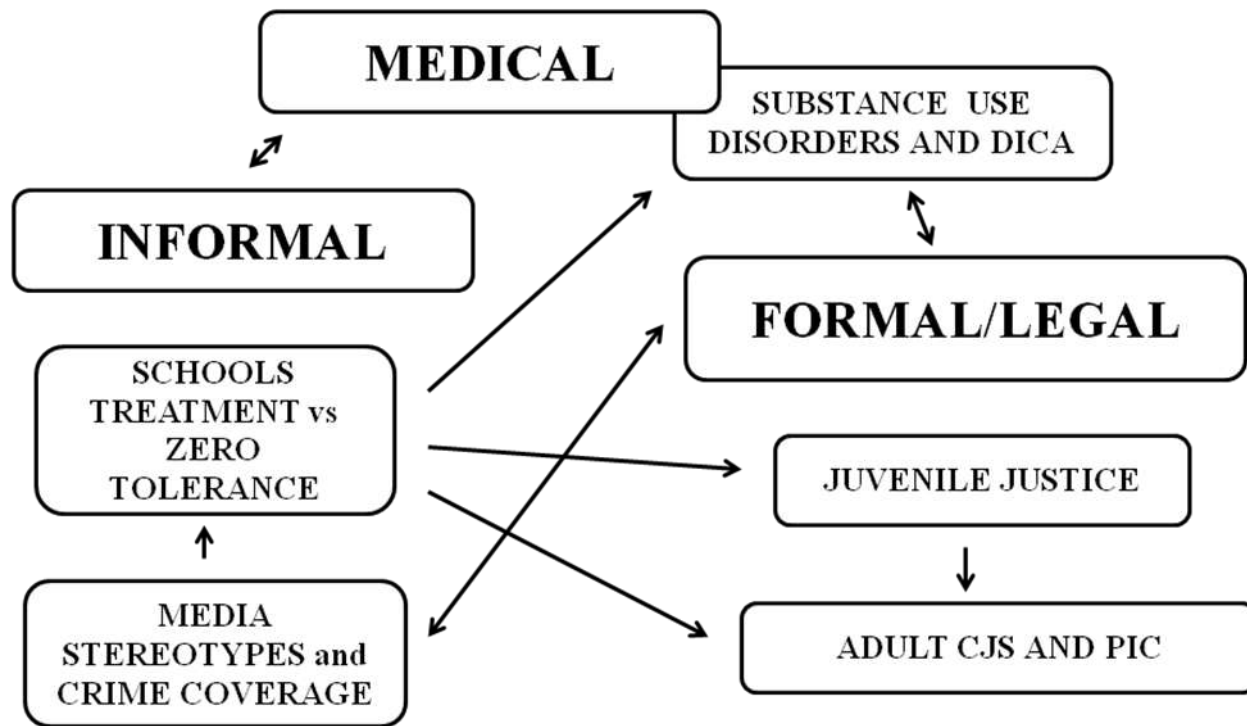 MEDICAL
SUBSTANCE USE
DISORDERS AND DICA
INFORMAL
FORMAL/LEGAL
SCHOOLS
TREATMENT vs
ZERO
TOLERANCE
JUVENILE JUSTICE
MEDIA
STEREOTYPES and
CRIME COVERAGE
ADULT CJS AND PIC